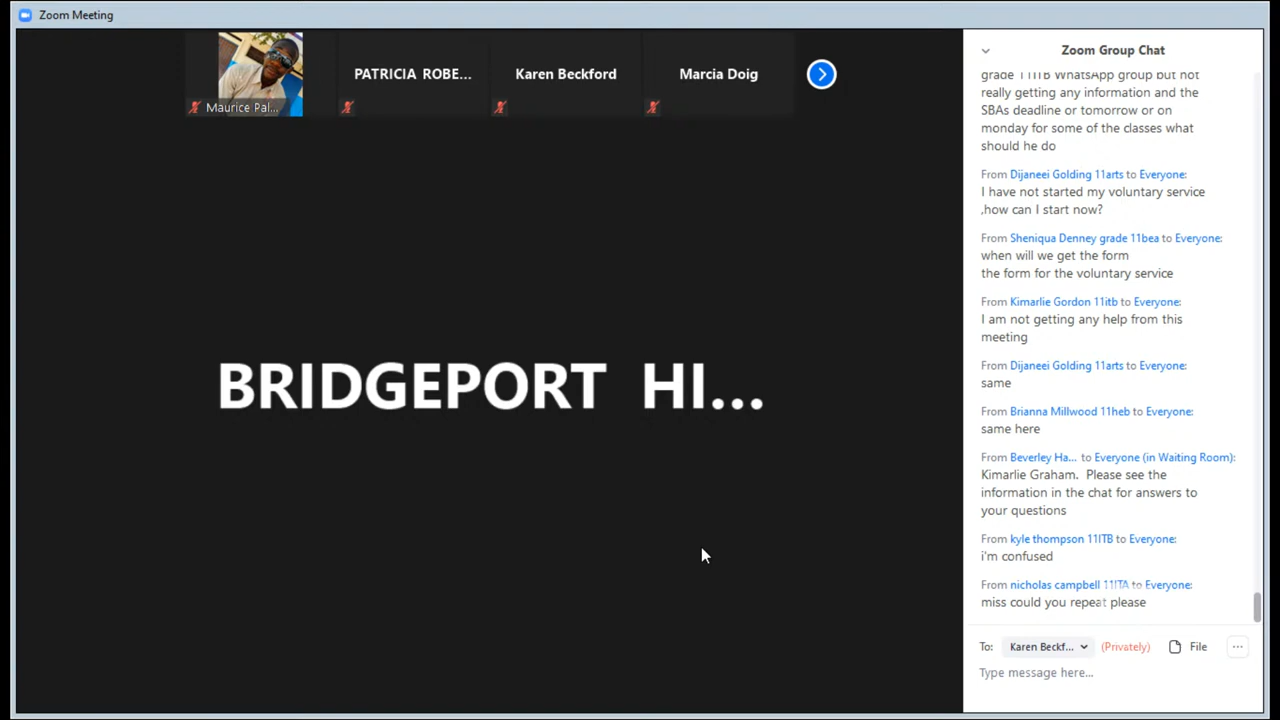 Zoom Meeting
Maurice Pal...
PATRICIA ROBE...
Karen Beckford
Marcia Doig
BRIDGEPORT HI...
Zoom Group Chat
grade 11ITB WhatsApp group but not
really getting any information and the
SBAs deadline or tomorrow or on
monday for some of the classes what
should he do
From Dijaneei Golding 11arts to Everyone:
I have not started my voluntary service
,how can I start now?
From Sheniqua Denney grade 11bea to Everyone:
when will we get the form
the form for the voluntary service
From Kimarlie Gordon 11itb to Everyone:
I am not getting any help from this
meeting
From Dijaneei Golding 11arts to Everyone:
same
From Brianna Millwood 11heb to Everyone:
same here
From Beverley Ha... to Everyone (in Waiting Room):
Kimarlie Graham. Please see the
information in the chat for answers to
your questions
From kyle thompson 11ITB to Everyone:
i'm confused
From nicholas campbell 11ITA to Everyone:
miss could you repeat please
To: Karen Beckf... (Privately) File
Type message here...